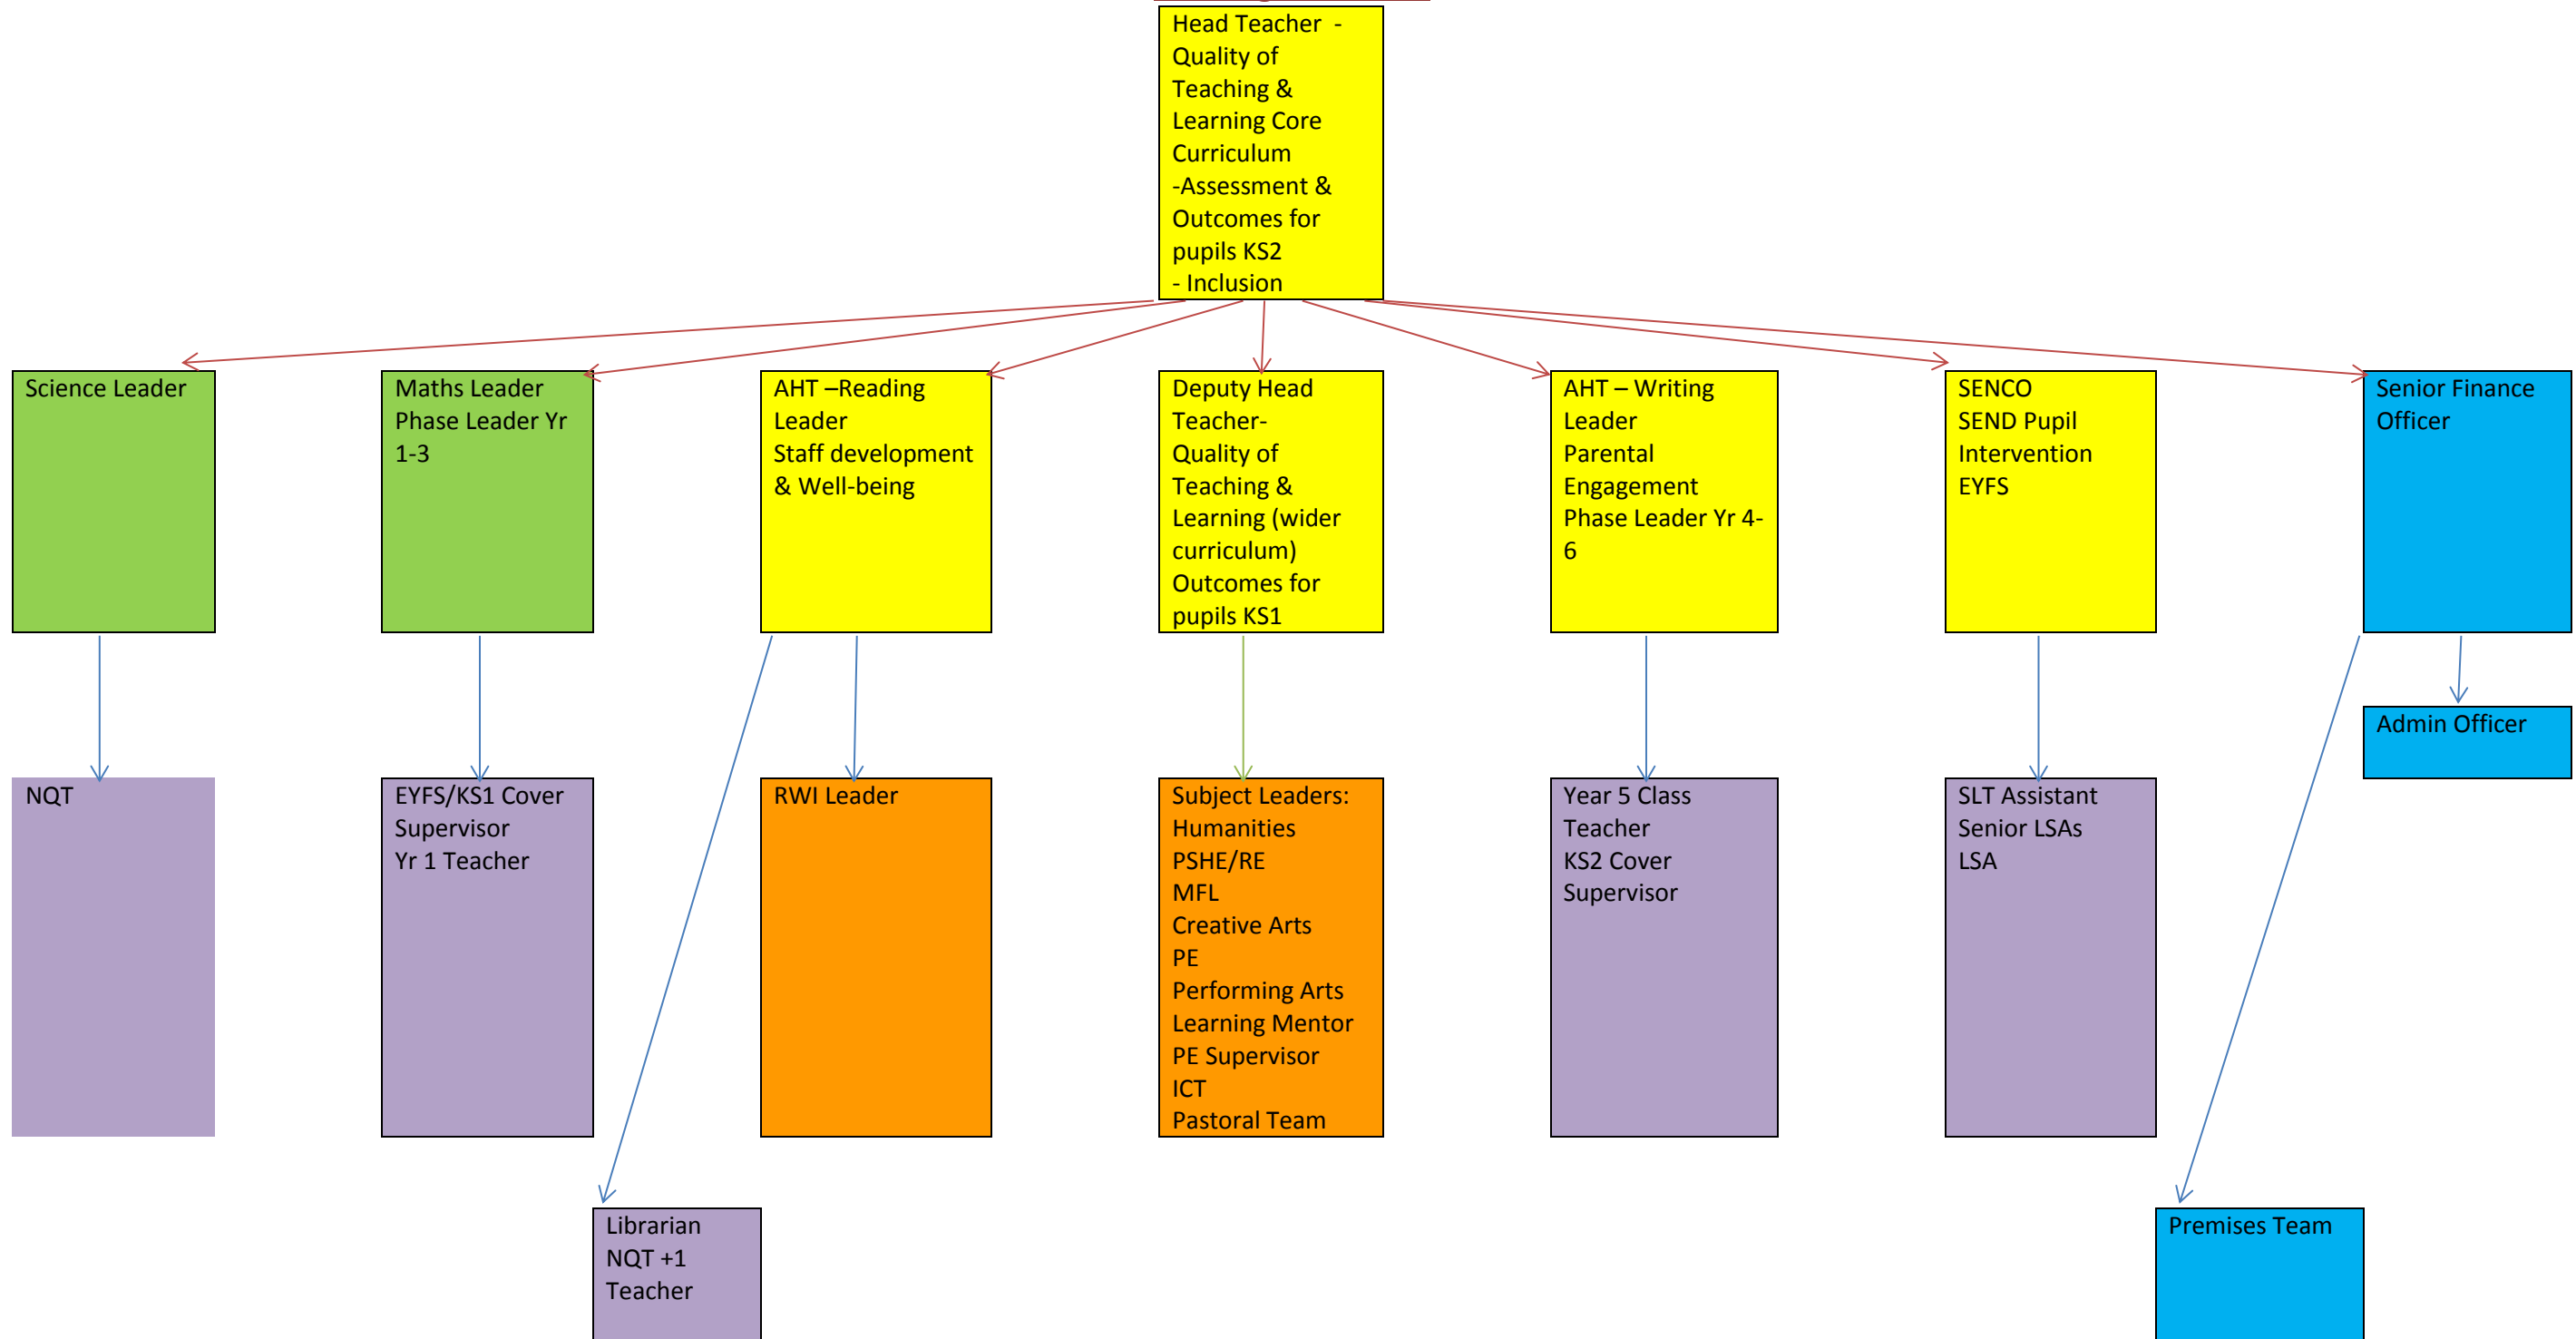 Head Teacher -
Quality of
Teaching &
Learning Core
Curriculum
-Assessment &
Outcomes for
pupils KS2
- Inclusion
Science Leader
Maths Leader
Phase Leader Yr
1-3
AHT –Reading
Leader
Staff development
& Well-being
Deputy Head
Teacher-
Quality of
Teaching &
Learning (wider
curriculum)
Outcomes for
pupils KS1
AHT – Writing
Leader
Parental
Engagement
Phase Leader Yr 4-
6
SENCO
SEND Pupil
Intervention
EYFS
Senior Finance
Officer
Admin Officer
NQT
EYFS/KS1 Cover
Supervisor
Yr 1 Teacher
RWI Leader
Subject Leaders:
Humanities
PSHE/RE
MFL
Creative Arts
PE
Performing Arts
Learning Mentor
PE Supervisor
ICT
Pastoral Team
Year 5 Class
Teacher
KS2 Cover
Supervisor
SLT Assistant
Senior LSAs
LSA
Librarian
NQT +1
Teacher
Premises Team